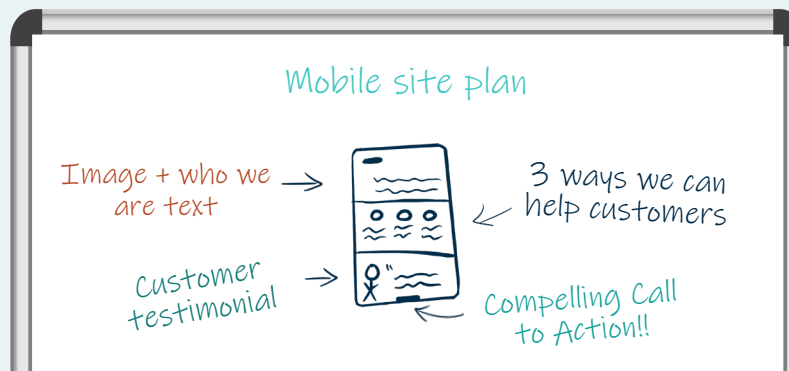 Mobile site plan
Image + who we
are text
3 ways we can
help customers
Customer
testimonial
Compelling Call
to Action!!